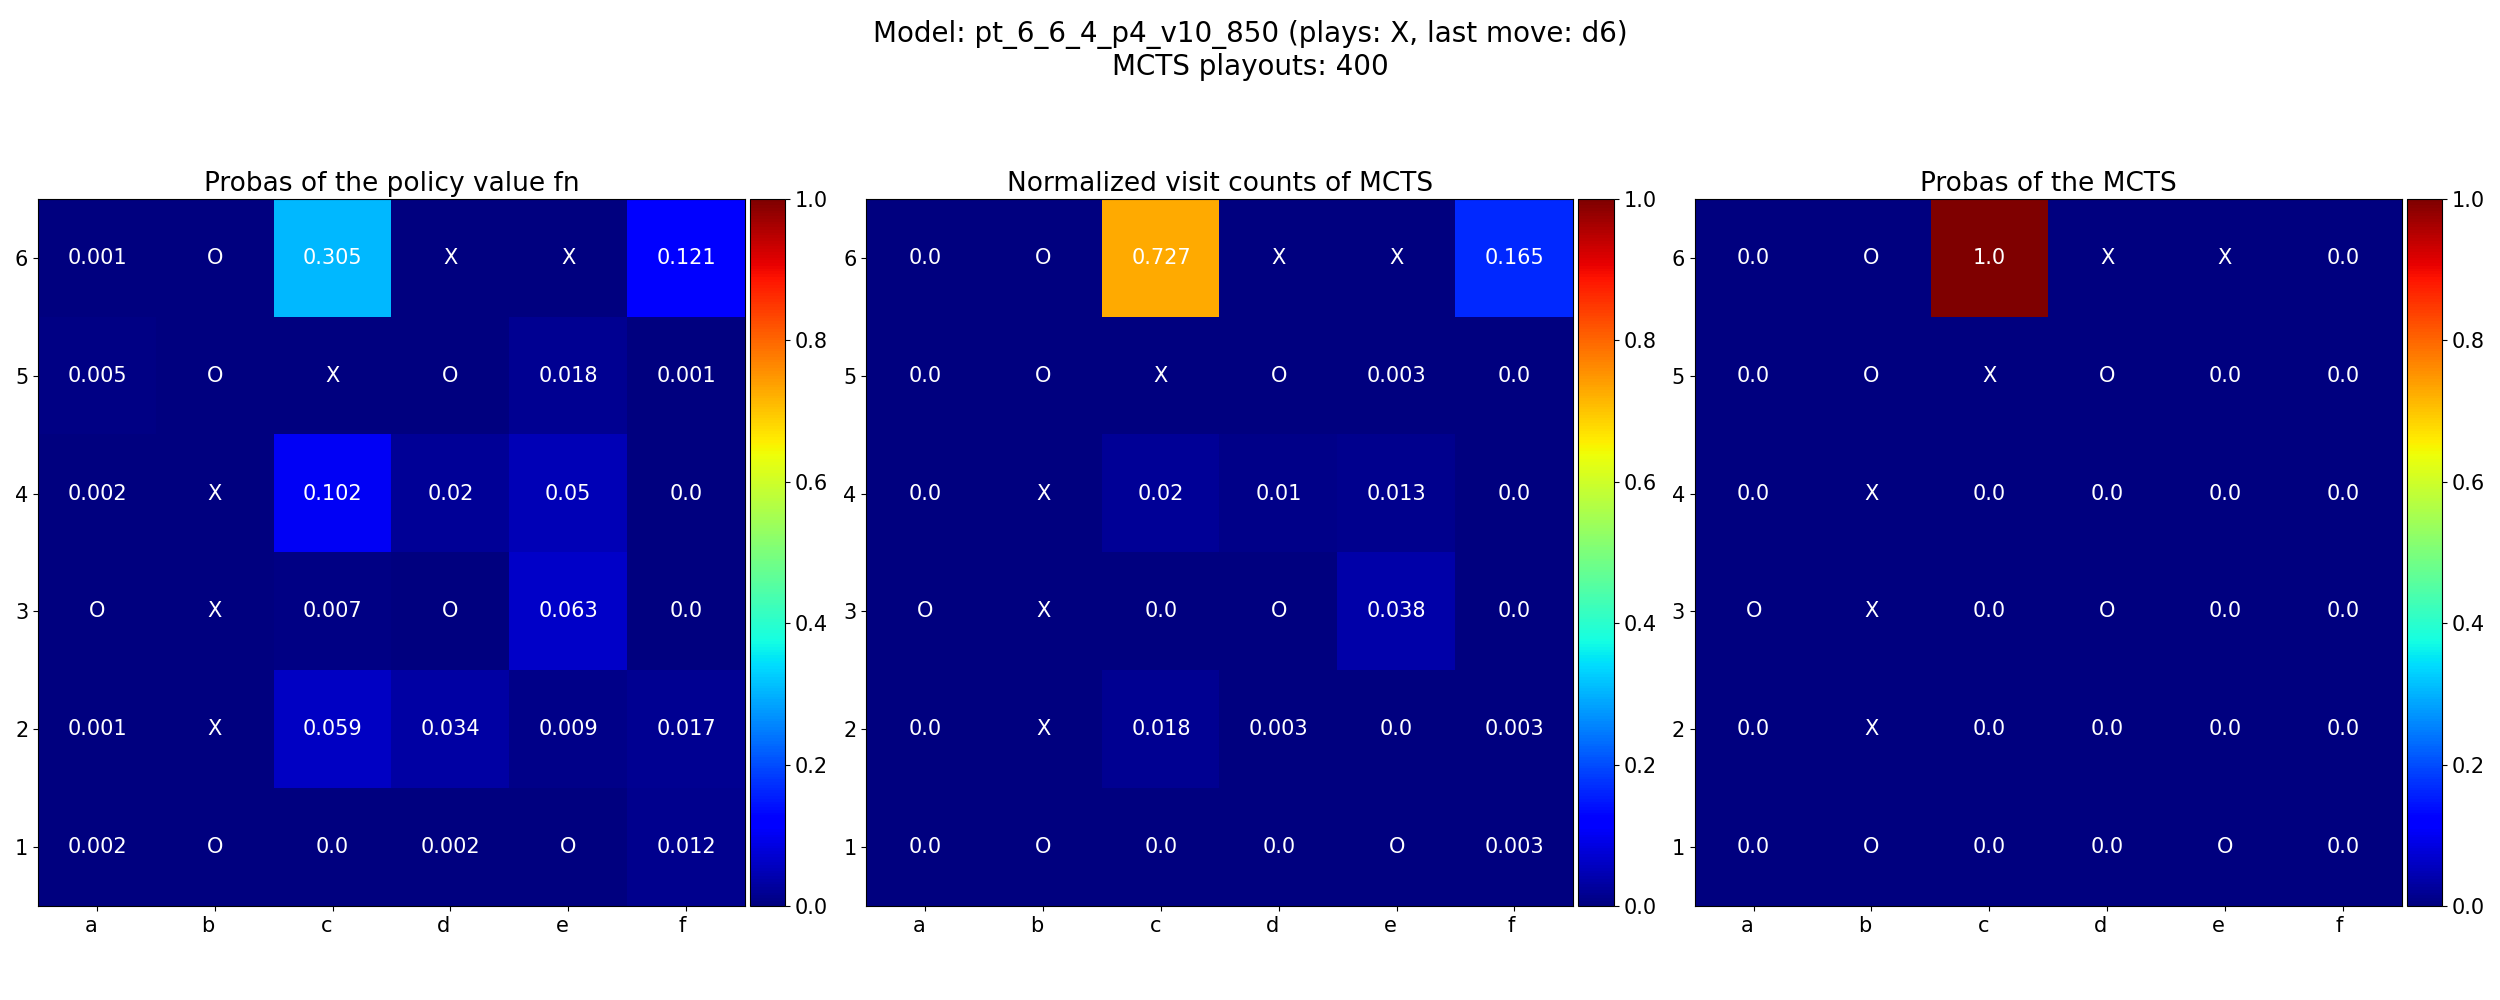 Model: pt_6_6_4_p4_v10_850 (plays: X, last move: d6)
MCTS playouts: 400
Probas of the policy value fn
6 0.001 O 0.305 X X 0.121
5 0.005 O X O 0.018 0.001
4 0.002 X 0.102 0.02 0.05 0.0
3 O X 0.007 O 0.063 0.0
2 0.001 X 0.059 0.034 0.009 0.017
1 0.002 O 0.0 0.002 O 0.012
a b c d e f
1.0
0.8
0.6
0.4
0.2
0.0
Normalized visit counts of MCTS
6 0.0 O 0.727 X X 0.165
5 0.0 O X O 0.003 0.0
4 0.0 X 0.02 0.01 0.013 0.0
3 O X 0.0 O 0.038 0.0
2 0.0 X 0.018 0.003 0.0 0.003
1 0.0 O 0.0 0.0 O 0.003
a b c d e f
1.0
0.8
0.6
0.4
0.2
0.0
Probas of the MCTS
6 0.0 O 1.0 X X 0.0
5 0.0 O X O 0.0 0.0
4 0.0 X 0.0 0.0 0.0 0.0
3 O X 0.0 O 0.0 0.0
2 0.0 X 0.0 0.0 0.0 0.0
1 0.0 O 0.0 0.0 O 0.0
a b c d e f
1.0
0.8
0.6
0.4
0.2
0.0